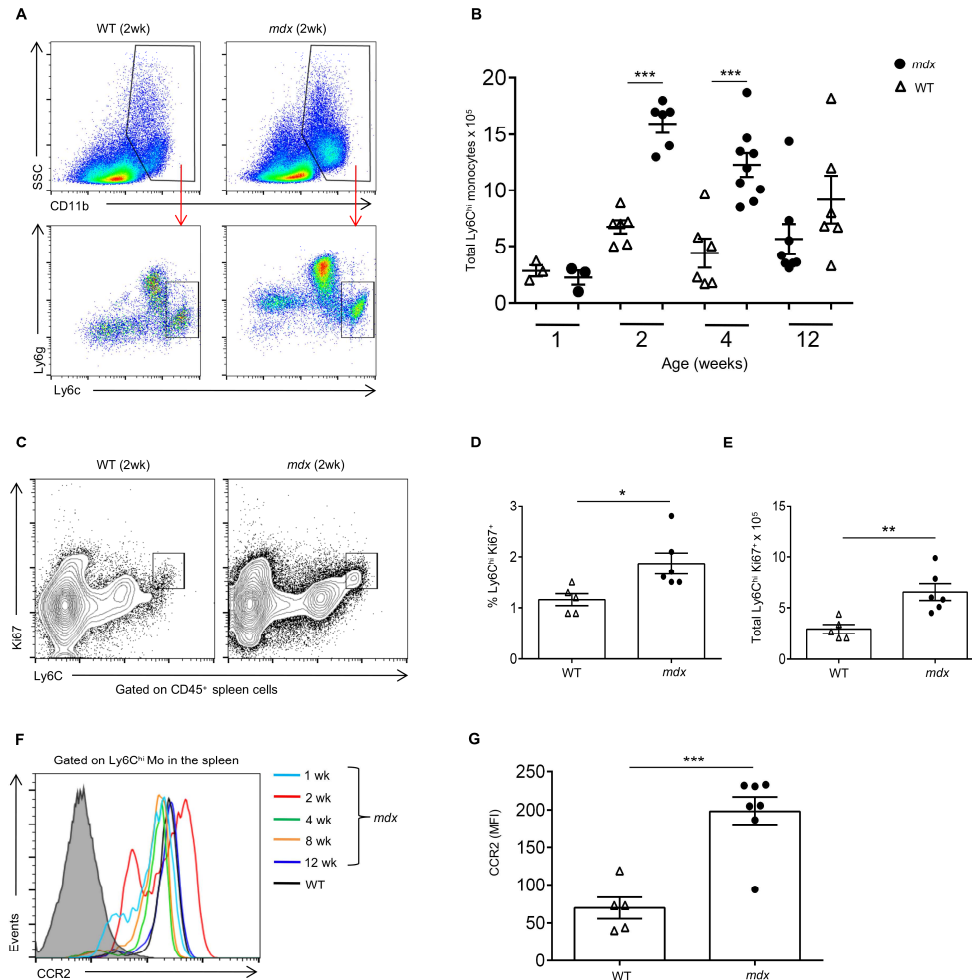 A
WT (2wk)
mdx (2wk)
SSC
CD11b
Ly6g
Ly6c
B
mdx
WT
Total Ly6Cʰⁱ monocytes x 10⁵
20
15
10
5
0
*** ***
1 2 4 12
Age (weeks)
C
WT (2wk)
mdx (2wk)
Ki67
Ly6C
Gated on CD45⁺ spleen cells
D
% Ly6Cʰⁱ Ki67⁺
3
2
1
0
*
WT mdx
E
Total Ly6Cʰⁱ Ki67⁺ x 10⁵
15
10
5
0
**
WT mdx
F
Gated on Ly6Cʰⁱ Mo in the spleen
Events
CCR2
1 wk
2 wk
4 wk
8 wk
12 wk
WT
mdx
G
CCR2 (MFI)
250
200
150
100
50
0
***
WT mdx